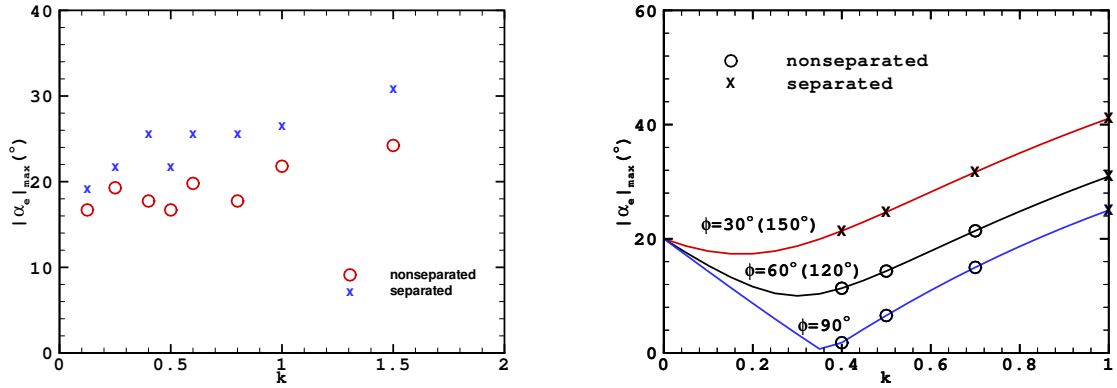 40
30
20
10
0
|α_e|_max(°)
nonseparated
separated
0 0.5 1 1.5 2
k
60
40
20
0
|α_e|_max(°)
nonseparated
separated
ϕ=30°(150°)
ϕ=60°(120°)
ϕ=90°
0 0.2 0.4 0.6 0.8 1
k